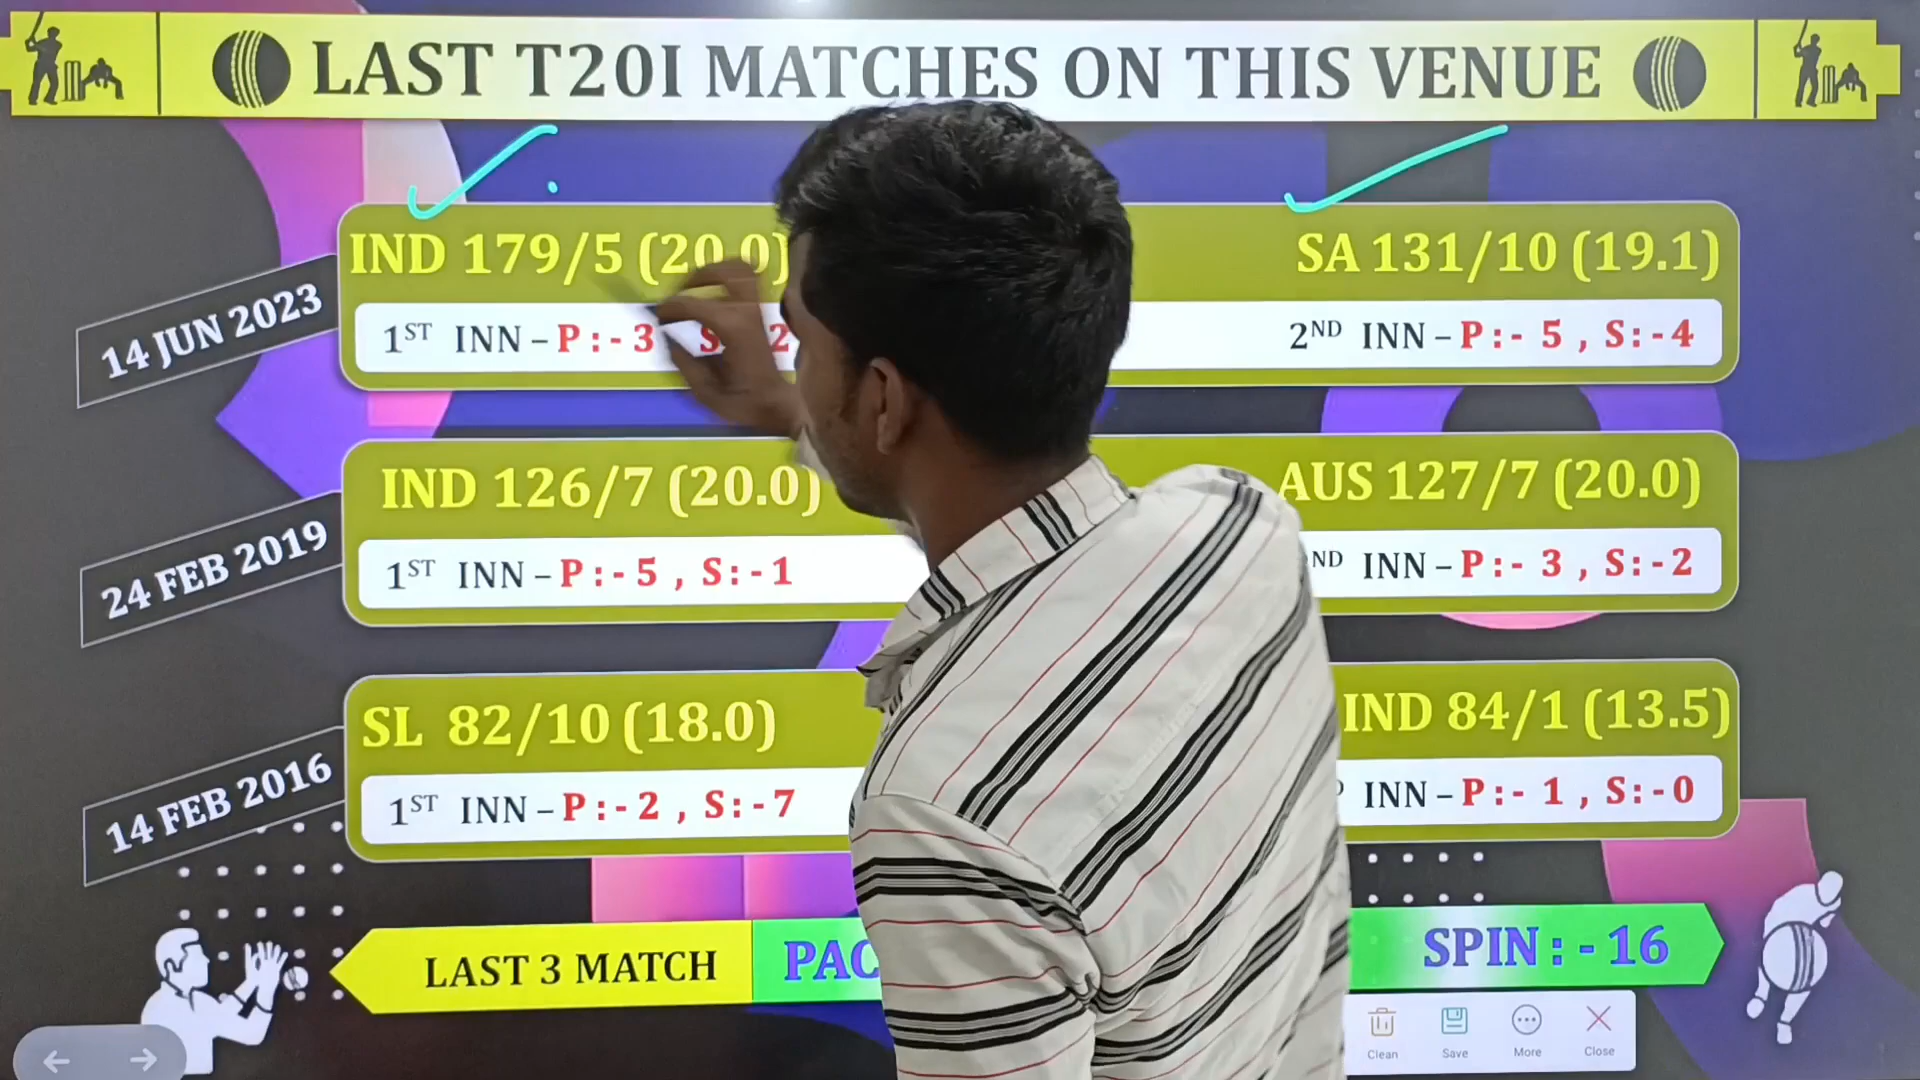 LAST T20I MATCHES ON THIS VENUE
14 JUN 2023
IND 179/5 (20.0)
SA 131/10 (19.1)
1ST INN – P :- 3 S 2
2ND INN – P :- 5 , S:- 4
24 FEB 2019
IND 126/7 (20.0)
AUS 127/7 (20.0)
1ST INN – P :- 5 , S:- 1
ND INN – P :- 3 , S:- 2
14 FEB 2016
SL 82/10 (18.0)
IND 84/1 (13.5)
1ST INN – P :- 2 , S:- 7
INN – P :- 1 , S:- 0
LAST 3 MATCH
PAC
SPIN : - 16
Clean
Save
More
Close